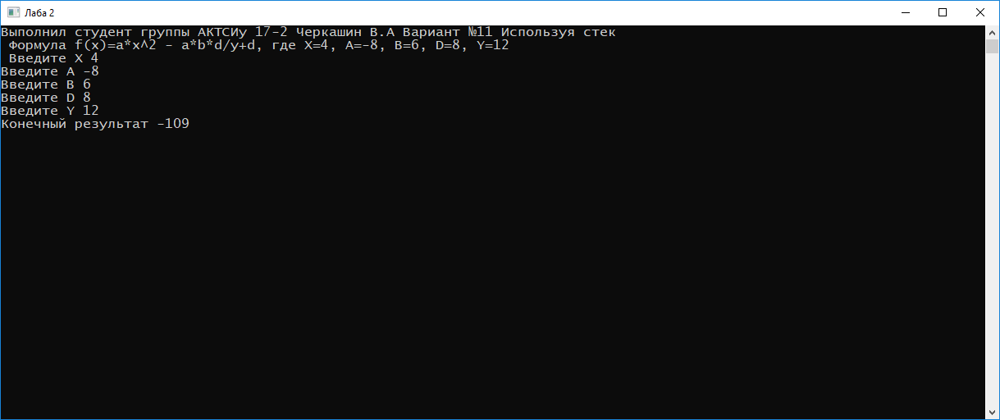 Лаба 2
Выполнил студент группы АКТСИу 17-2 Черкашин В.А Вариант №11 Используя стек
Формула f(x)=a*x^2 - a*b*d/y+d, где X=4, A=-8, B=6, D=8, Y=12
Введите X 4
Введите A -8
Введите B 6
Введите D 8
Введите Y 12
Конечный результат -109